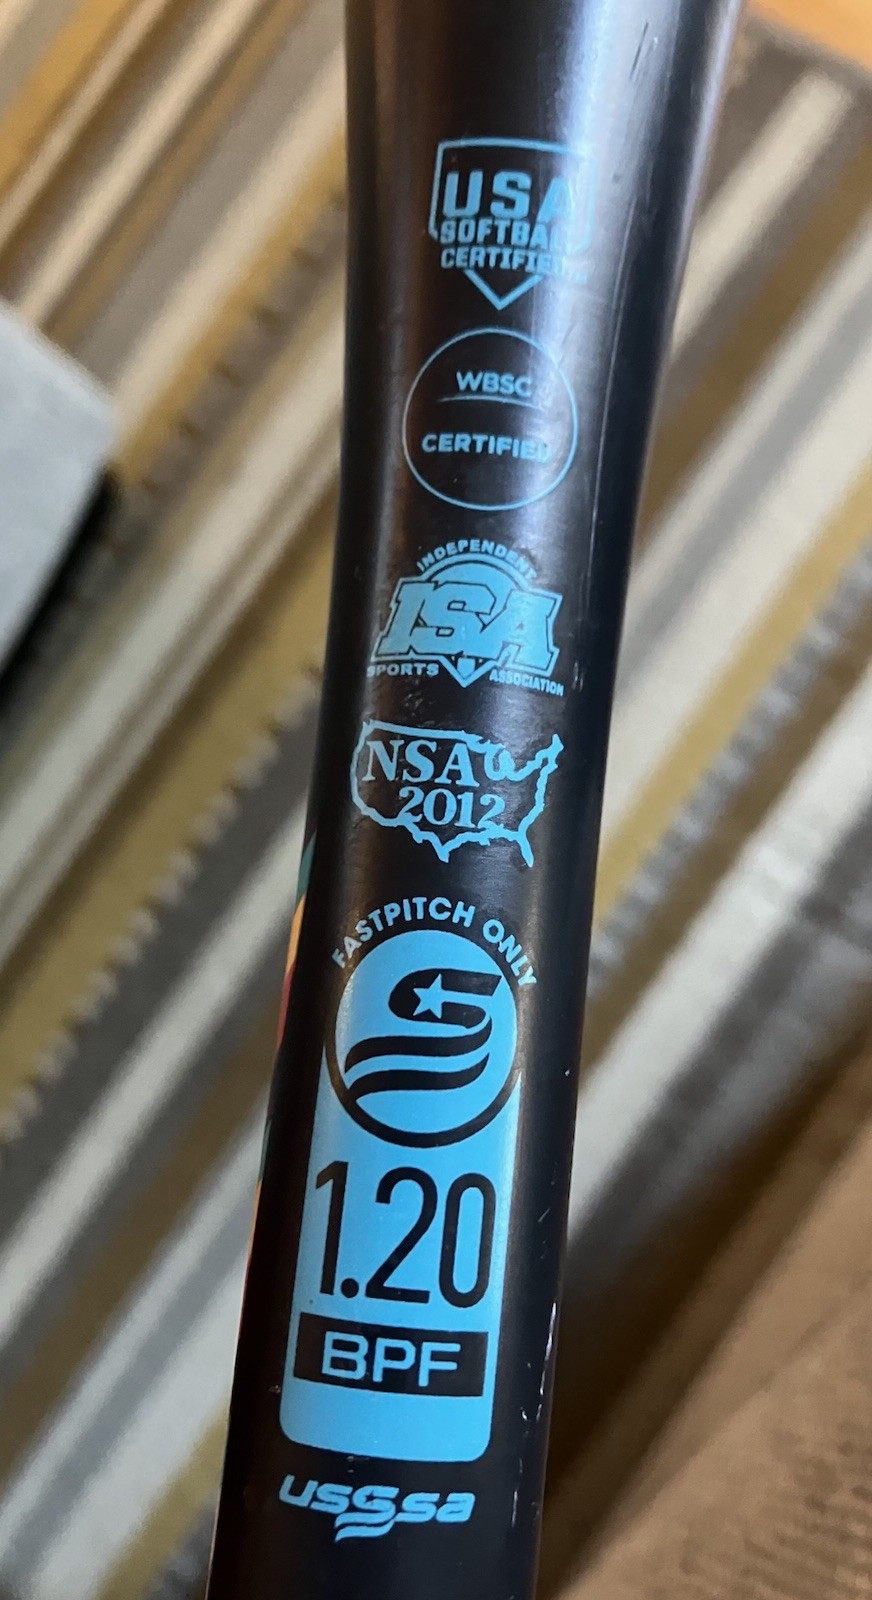 USA
SOFTBALL
CERTIFIED
WBSC
CERTIFIED
INDEPENDENT
ISA
SPORTS ASSOCIATION
NSA
2012
FASTPITCH ONLY
1.20
BPF
usssa